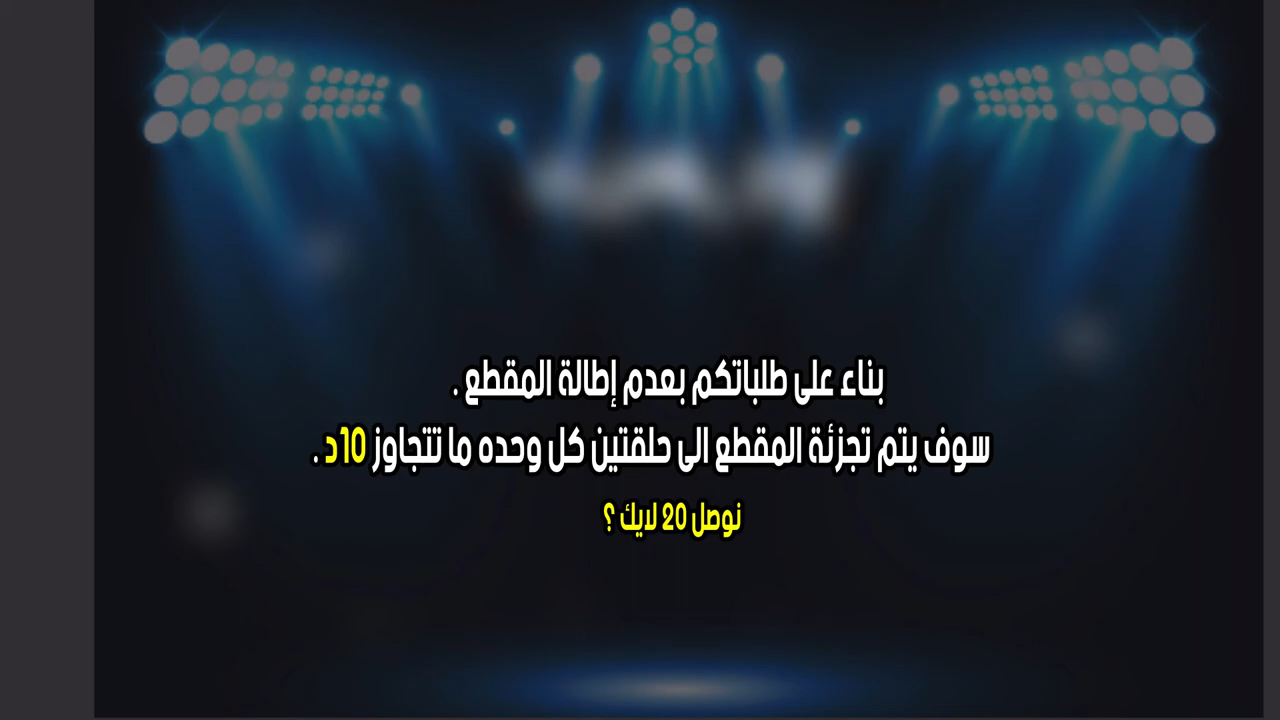 بناء على طلباتكم بعدم إطالة المقطع .
سوف يتم تجزئة المقطع الى حلقتين كل وحده ما تتجاوز 10د .
نوصل 20 لايك ؟